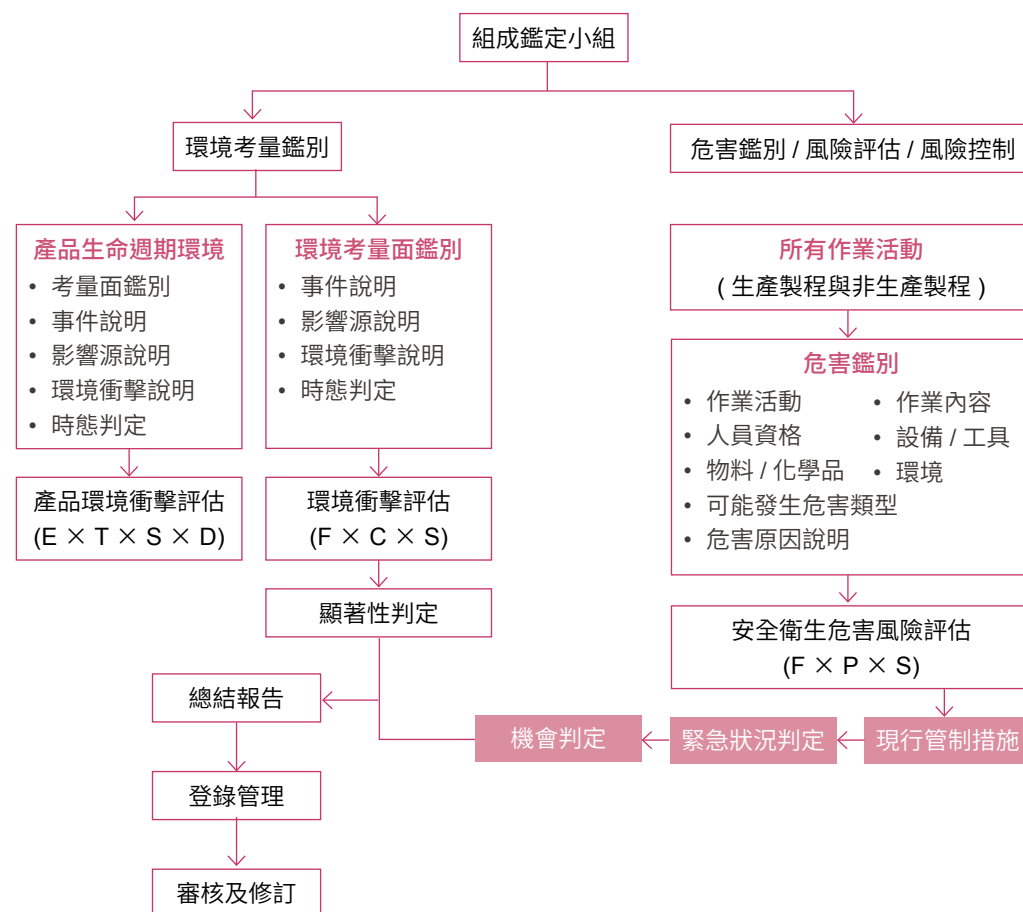 組成鑑定小組
環境考量鑑別
危害鑑別 / 風險評估 / 風險控制
產品生命週期環境
• 考量面鑑別
• 事件說明
• 影響源說明
• 環境衝擊說明
• 時態判定
環境考量面鑑別
• 事件說明
• 影響源說明
• 環境衝擊說明
• 時態判定
所有作業活動
( 生產製程與非生產製程 )
危害鑑別
• 作業活動 • 作業內容
• 人員資格 • 設備 / 工具
• 物料 / 化學品 • 環境
• 可能發生危害類型
• 危害原因說明
產品環境衝擊評估
(E × T × S × D)
環境衝擊評估
(F × C × S)
顯著性判定
安全衛生危害風險評估
(F × P × S)
總結報告
機會判定
緊急狀況判定
現行管制措施
登錄管理
審核及修訂